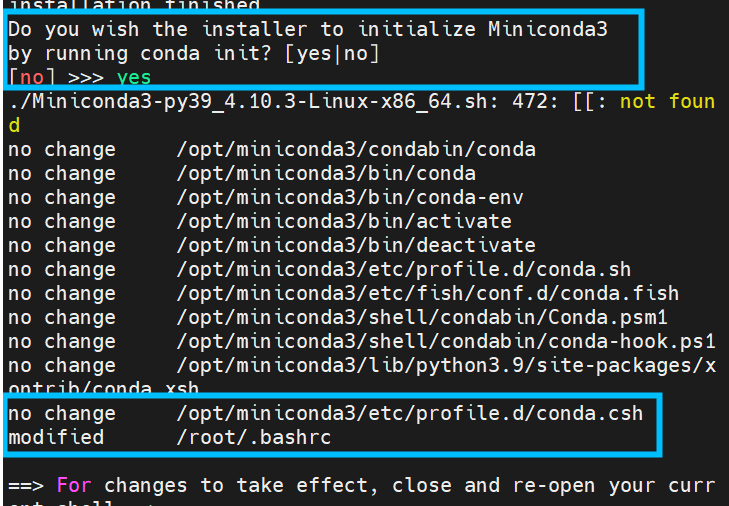 installation finished.
Do you wish the installer to initialize Miniconda3
by running conda init? [yes|no]
[no] >>> yes
./Miniconda3-py39_4.10.3-Linux-x86_64.sh: 472: [[: not foun
d
no change     /opt/miniconda3/condabin/conda
no change     /opt/miniconda3/bin/conda
no change     /opt/miniconda3/bin/conda-env
no change     /opt/miniconda3/bin/activate
no change     /opt/miniconda3/bin/deactivate
no change     /opt/miniconda3/etc/profile.d/conda.sh
no change     /opt/miniconda3/etc/fish/conf.d/conda.fish
no change     /opt/miniconda3/shell/condabin/Conda.psm1
no change     /opt/miniconda3/shell/condabin/conda-hook.ps1
no change     /opt/miniconda3/lib/python3.9/site-packages/x
ontrib/conda.xsh
no change     /opt/miniconda3/etc/profile.d/conda.csh
modified      /root/.bashrc
==> For changes to take effect, close and re-open your curr
ent shell. <==